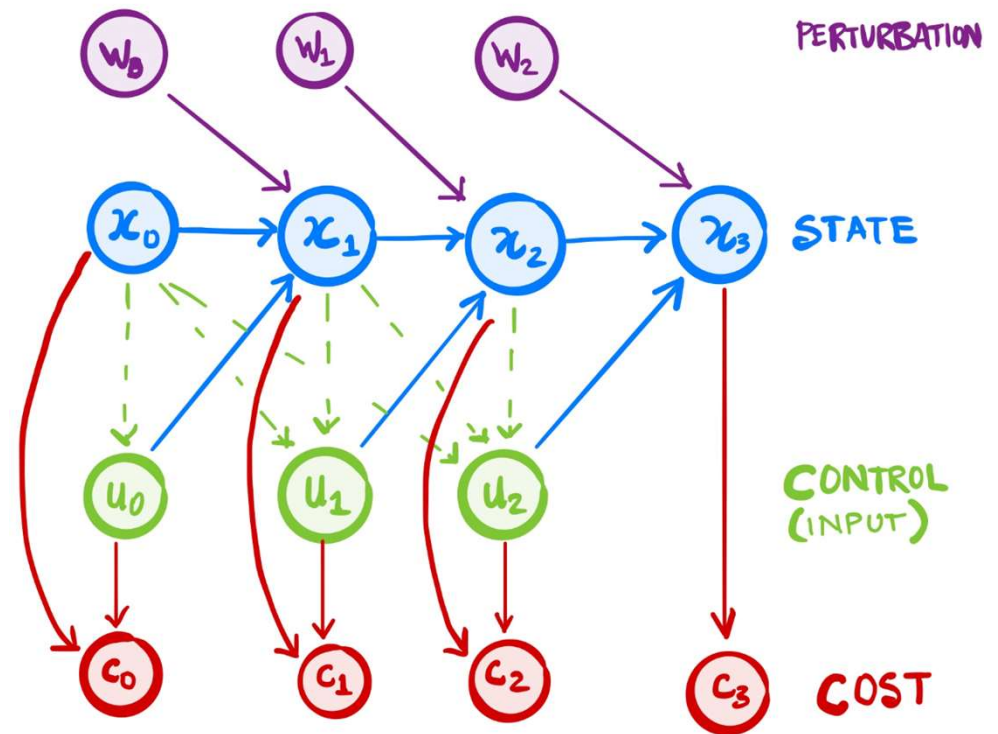 W₀
W₁
W₂
PERTURBATION
x₀
x₁
x₂
x₃
STATE
u₀
u₁
u₂
CONTROL
(INPUT)
c₀
c₁
c₂
c₃
COST